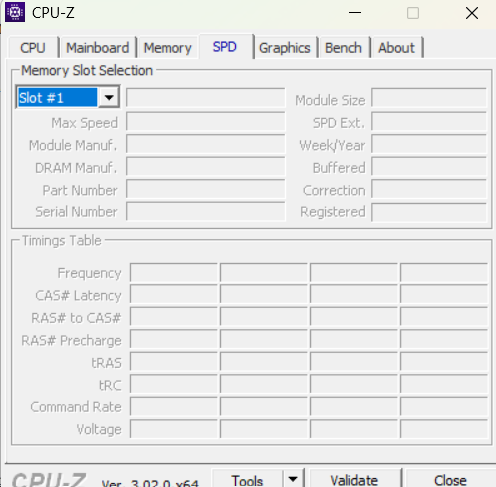 CPU-Z
CPU Mainboard Memory SPD Graphics Bench About
Memory Slot Selection
Slot #1 Module Size
Max Speed SPD Ext.
Module Manuf. Week/Year
DRAM Manuf. Buffered
Part Number Correction
Serial Number Registered
Timings Table
Frequency
CAS# Latency
RAS# to CAS#
RAS# Precharge
tRAS
tRC
Command Rate
Voltage
CPU-Z Ver. 3.02.0.x64 Tools Validate Close